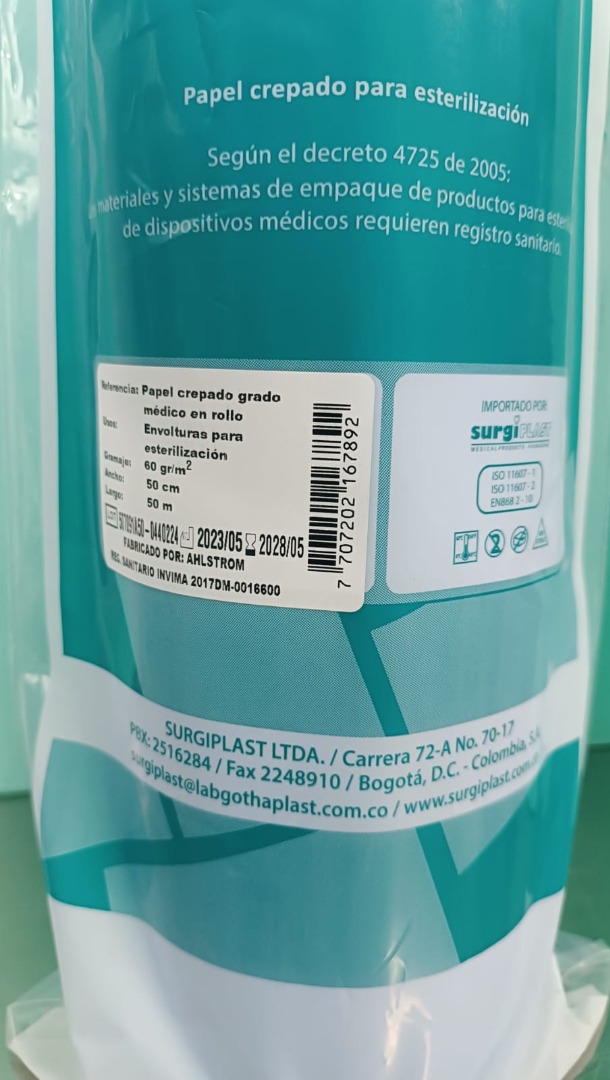 Papel crepado para esterilización
Según el decreto 4725 de 2005:
materiales y sistemas de empaque de productos para
de dispositivos médicos requieren registro sanitario.
Referencia: Papel crepado grado
médico en rollo
Usos: Envolturas para
esterilización
Gramaje: 60 gr/m²
Ancho: 50 cm
Largo: 50 m
2023/05 2028/05
FABRICADO POR: AHLSTROM
REG. SANITARIO INVIMA 2017DM-0016600
7 707202 167892
IMPORTADO POR:
surgiPLAST
ISO 11607-1
ISO 11607-2
EN868 2-10
SURGIPLAST LTDA. / Carrera 72-A No. 70-17
PBX: 2516284 / Fax 2248910 / Bogotá, D.C. - Colombia, S.A.
surgiplast@labgothaplast.com.co / www.surgiplast.com